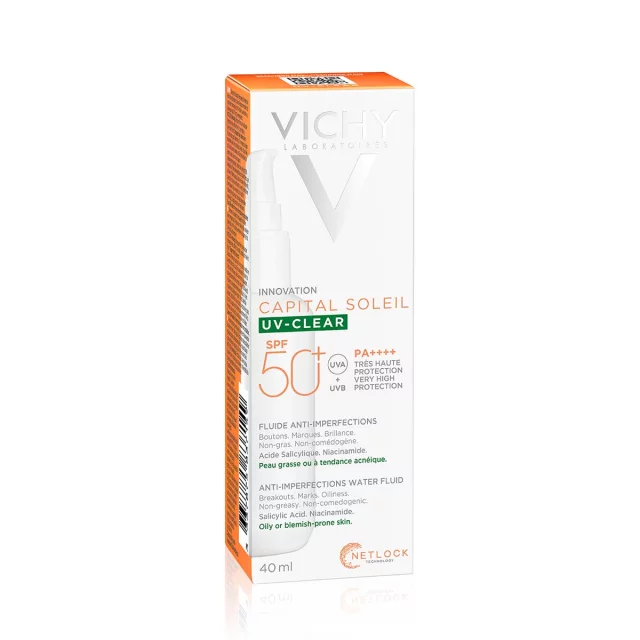 VICHY
LABORATOIRES
INNOVATION
CAPITAL SOLEIL
UV-CLEAR
SPF
50+
UVA
+
UVB
PA++++
TRÈS HAUTE
PROTECTION
VERY HIGH
PROTECTION
FLUIDE ANTI-IMPERFECTIONS
Boutons. Marques. Brillance.
Non-gras. Non-comédogène.
Acide Salicylique. Niacinamide.
Peau grasse ou à tendance acnéique.
ANTI-IMPERFECTIONS WATER FLUID
Breakouts. Marks. Oiliness.
Non-greasy. Non-comedogenic.
Salicylic Acid. Niacinamide.
Oily or blemish-prone skin.
NETLOCK
TECHNOLOGY
40 ml